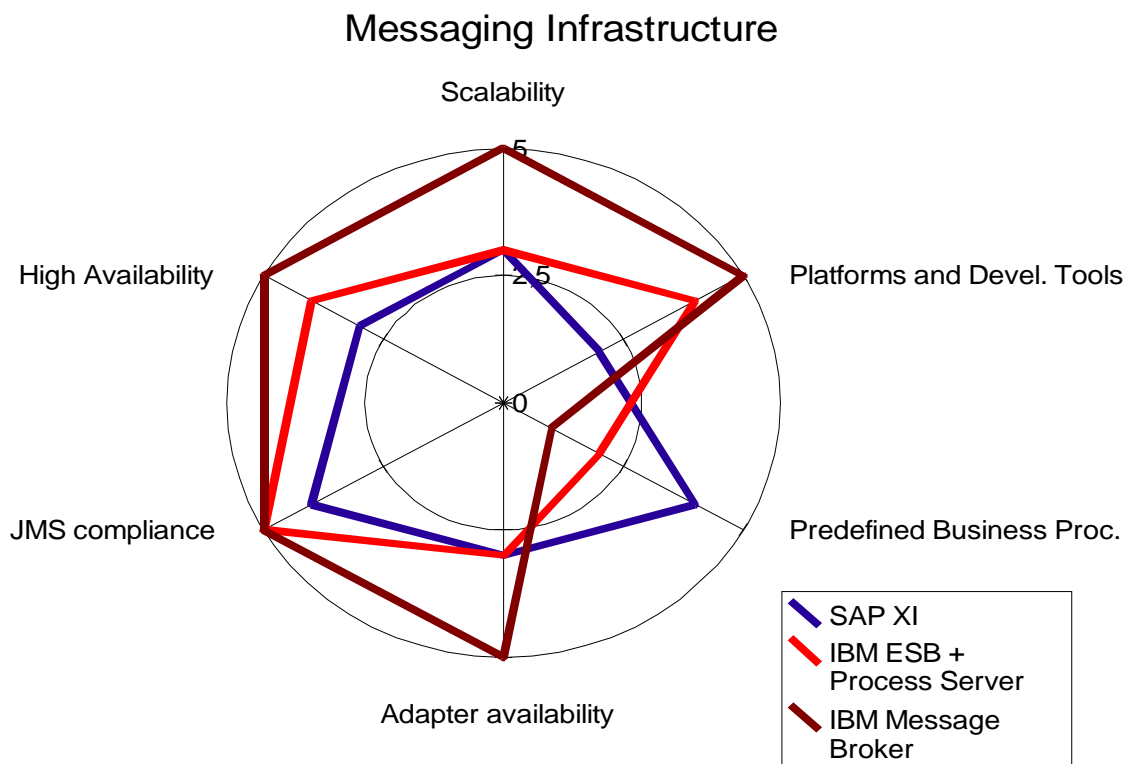 Messaging Infrastructure
Scalability
5
High Availability
Platforms and Devel. Tools
2,5
0
JMS compliance
Predefined Business Proc.
Adapter availability
SAP XI
IBM ESB +
Process Server
IBM Message
Broker